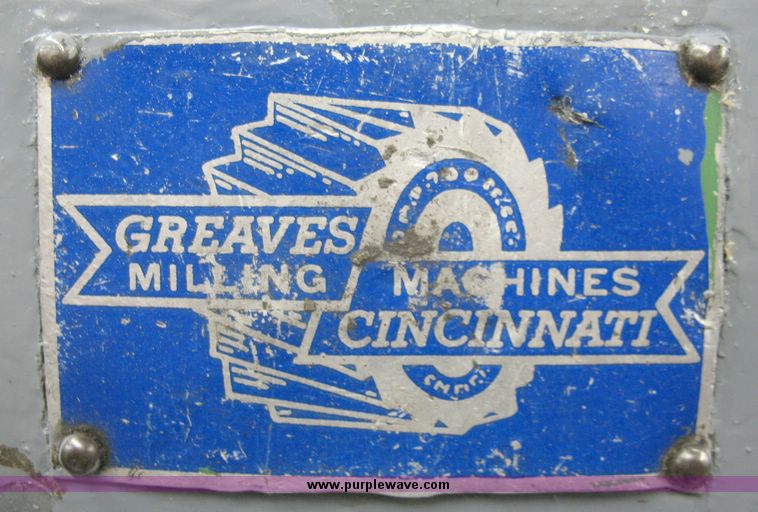 GREAVES
MILLING MACHINES
CINCINNATI
www.purplewave.com